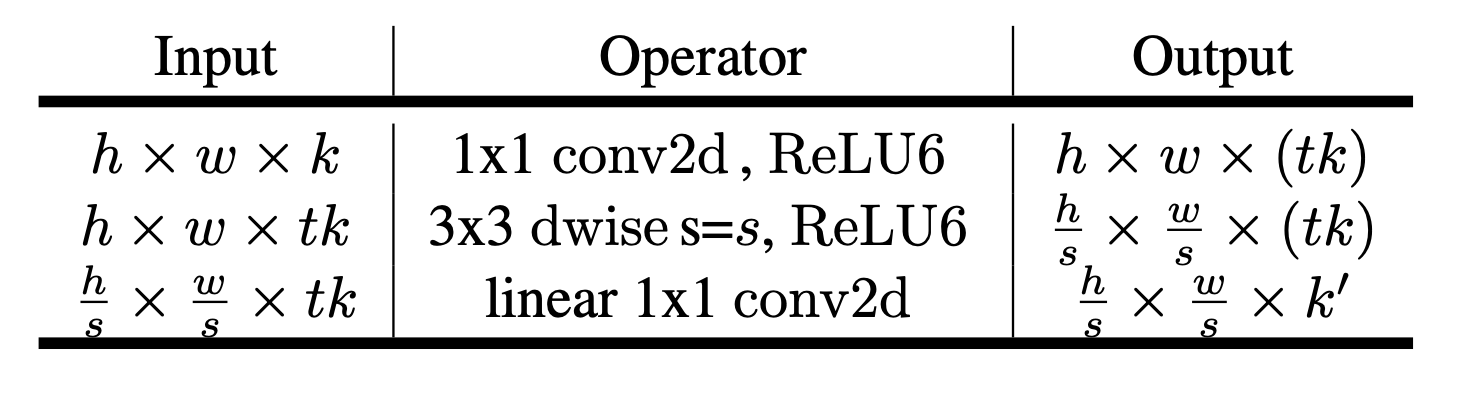 Input Operator Output
h × w × k 1x1 conv2d , ReLU6 h × w × (tk)
h × w × tk 3x3 dwise s=s, ReLU6 h/s × w/s × (tk)
h/s × w/s × tk linear 1x1 conv2d h/s × w/s × k′